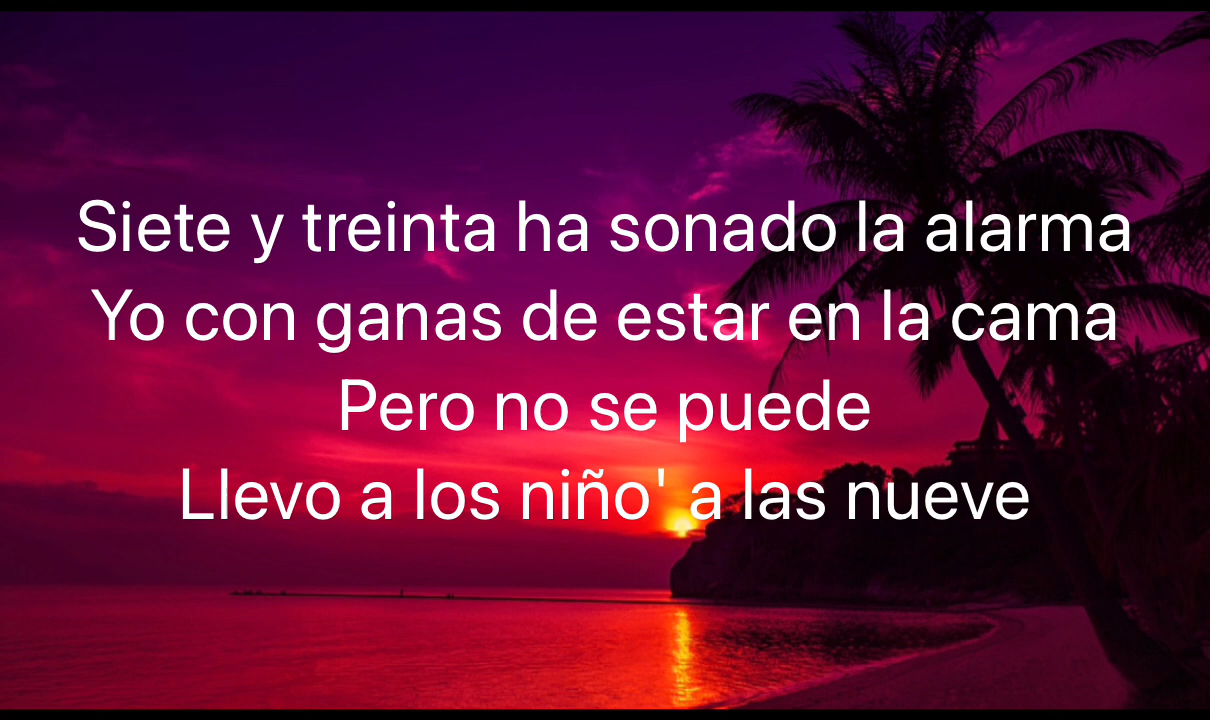 Siete y treinta ha sonado la alarma
Yo con ganas de estar en la cama
Pero no se puede
Llevo a los niño' a las nueve